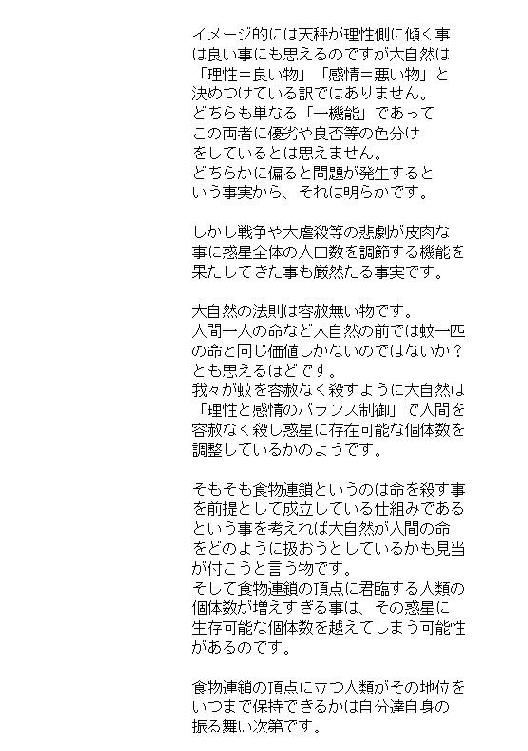 イメージ的には天秤が理性側に傾く事
は良い事にも思えるのですが大自然は
「理性＝良い物」「感情＝悪い物」と
決めつけている訳ではありません。
どちらも単なる「一機能」であって
この両者に優劣や良否等の色分け
をしているとは思えません。
どちらかに偏ると問題が発生すると
いう事実から、それは明らかです。
しかし戦争や大虐殺等の悲劇が皮肉な
事に惑星全体の人口数を調節する機能を
果たしてきた事も厳然たる事実です。
大自然の法則は容赦無い物です。
人間一人の命など大自然の前では蚊一匹
の命と同じ価値しかないのではないか？
とも思えるほどです。
我々が蚊を容赦なく殺すように大自然は
「理性と感情のバランス制御」で人間を
容赦なく殺し惑星に存在可能な個体数を
調整しているかのようです。
そもそも食物連鎖というのは命を殺す事
を前提として成立している仕組みである
という事を考えれば大自然が人間の命
をどのように扱おうとしているかも見当
が付こうと言う物です。
そして食物連鎖の頂点に君臨する人類の
個体数が増えすぎる事は、その惑星に
生存可能な個体数を越えてしまう可能性
があるのです。
食物連鎖の頂点に立つ人類がその地位を
いつまで保持できるかは自分達自身の
振る舞い次第です。